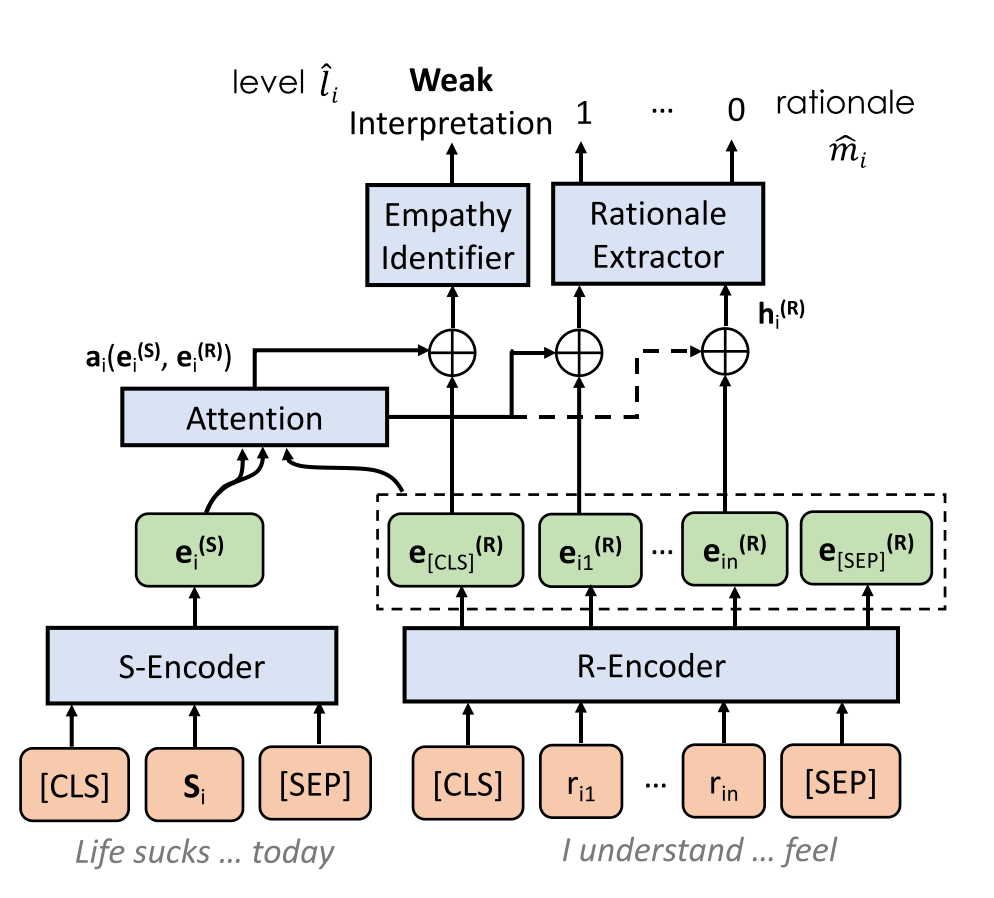 level l̂ᵢ
Weak
Interpretation
1 ... 0
rationale
m̂ᵢ
Empathy
Identifier
Rationale
Extractor
hᵢ⁽ᴿ⁾
aᵢ(eᵢ⁽ˢ⁾, eᵢ⁽ᴿ⁾)
Attention
eᵢ⁽ˢ⁾
e[CLS]⁽ᴿ⁾ eᵢ₁⁽ᴿ⁾ ... eᵢₙ⁽ᴿ⁾ e[SEP]⁽ᴿ⁾
S-Encoder
R-Encoder
[CLS] Sᵢ [SEP]
[CLS] rᵢ₁ ... rᵢₙ [SEP]
Life sucks ... today
I understand ... feel